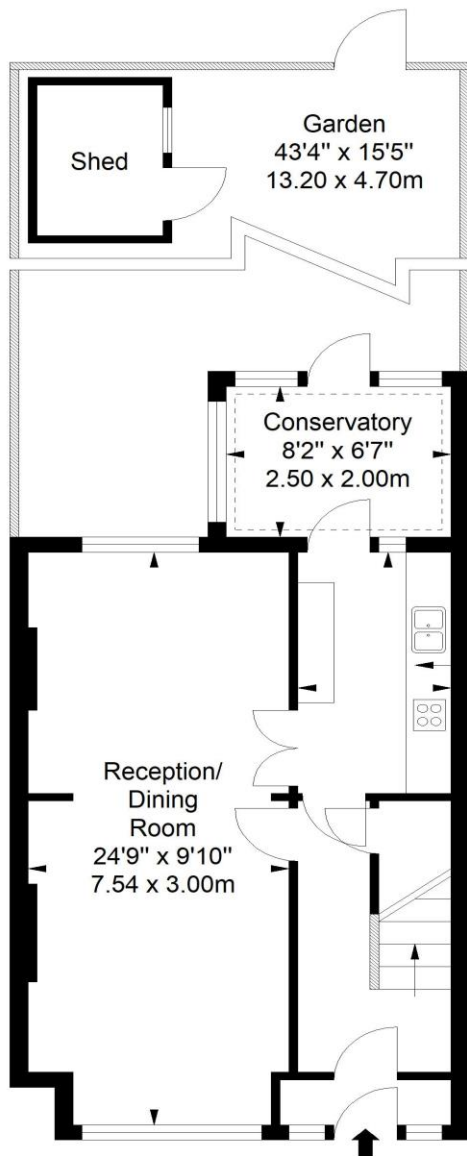 Garden
43'4" x 15'5"
13.20 x 4.70m
Shed
Conservatory
8'2" x 6'7"
2.50 x 2.00m
Reception/
Dining
Room
24'9" x 9'10"
7.54 x 3.00m